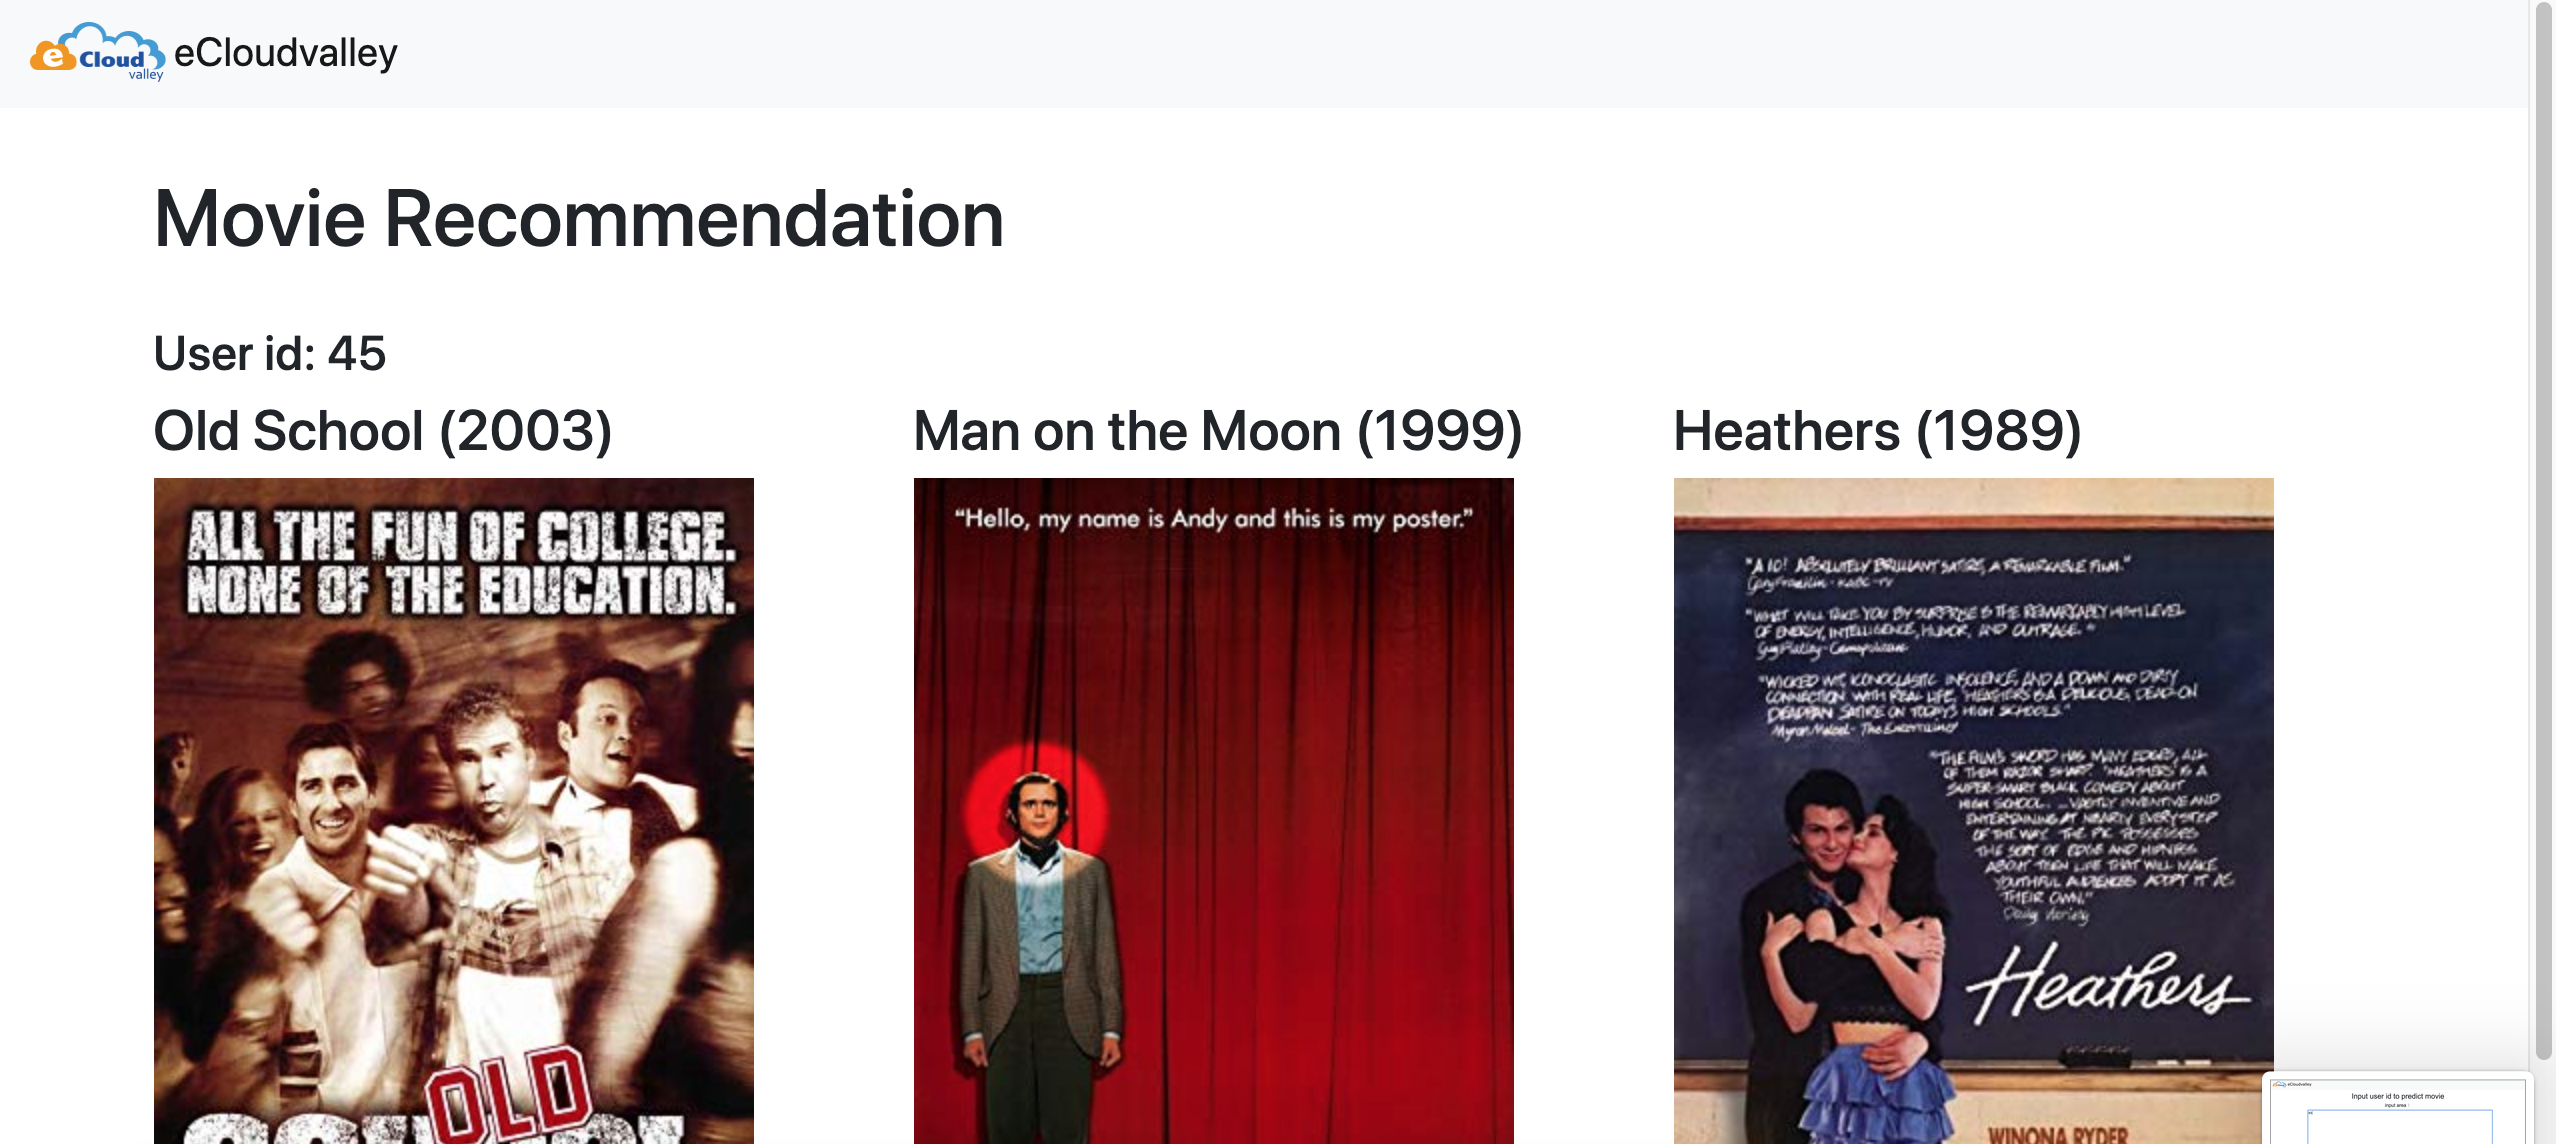 e Cloud valley eCloudvalley
Movie Recommendation
User id: 45
Old School (2003)
Man on the Moon (1999)
Heathers (1989)
ALL THE FUN OF COLLEGE.
NONE OF THE EDUCATION.
OLD
“Hello, my name is Andy and this is my poster.”
"A 10! ABSOLUTELY BRILLIANT SATIRE, A REMARKABLE FILM."
"WHAT WILL TAKE YOU BY SURPRISE IS THE REMARKABLY HIGH LEVEL
OF ENERGY, INTELLIGENCE, HUMOR, AND OUTRAGE."
"WICKED WIT, ICONOCLASTIC INSOLENCE, AND A DOWN AND DIRTY
CONNECTION WITH REAL LIFE, 'HEATHERS' IS A DELICIOUS, DEAD-ON
DEADPAN SATIRE ON TODAY'S HIGH SCHOOLS."
"THE FILM'S SWORD HAS MANY EDGES, ALL
OF THEM RAZOR SHARP. 'HEATHERS' IS A
SUPER-SMART BLACK COMEDY ABOUT
HIGH SCHOOL. ...VASTLY INVENTIVE AND
ENTERTAINING AT NEARLY EVERY STEP
OF THE WAY. THE PIC POSSESSES
THE SORT OF EDGE AND HIPNESS
ABOUT TEEN LIFE THAT WILL MAKE
YOUTHFUL AUDIENCES ADOPT IT AS
THEIR OWN."
Daily Variety
Heathers
WINONA RYDER
eCloudvalley
Input user id to predict movie
input area :